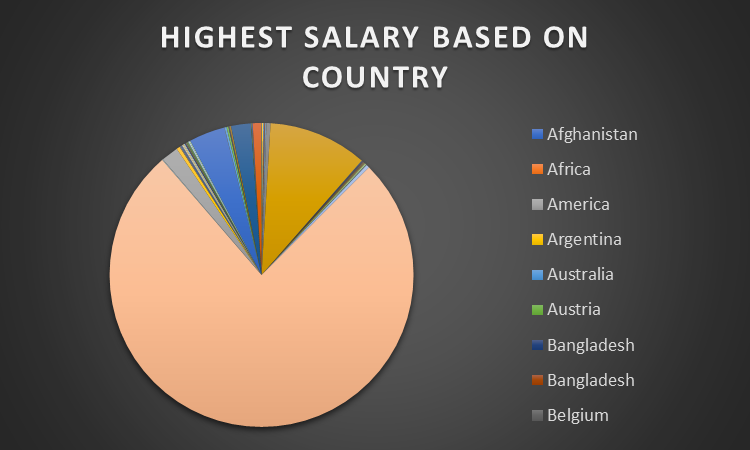 HIGHEST SALARY BASED ON
COUNTRY
Afghanistan
Africa
America
Argentina
Australia
Austria
Bangladesh
Bangladesh
Belgium